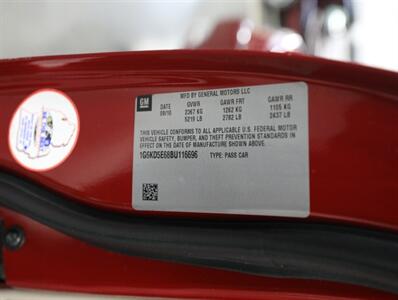 GM
MFD BY GENERAL MOTORS LLC
DATE GVWR GAWR FRT GAWR RR
09/10 2367 KG 1262 KG 1105 KG
5219 LB 2782 LB 2437 LB
THIS VEHICLE CONFORMS TO ALL APPLICABLE U.S. FEDERAL MOTOR
VEHICLE SAFETY, BUMPER, AND THEFT PREVENTION STANDARDS IN
EFFECT ON THE DATE OF MANUFACTURE SHOWN ABOVE.
1G6KD5E68BU116696 TYPE: PASS CAR